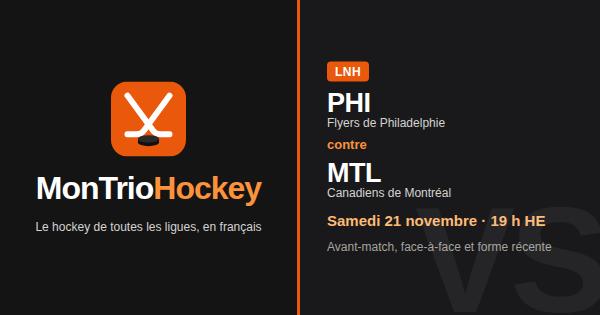 MonTrioHockey
Le hockey de toutes les ligues, en français
LNH
PHI
Flyers de Philadelphie
contre
MTL
Canadiens de Montréal
Samedi 21 novembre · 19 h HE
Avant-match, face-à-face et forme récente
VS